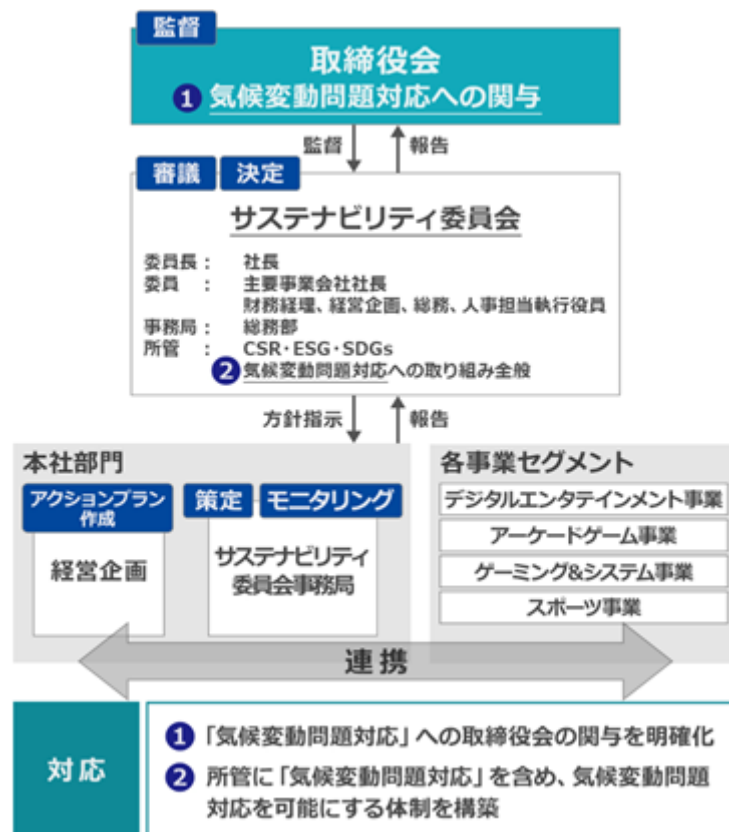 監督
取締役会
❶ 気候変動問題対応への関与
監督 報告
審議 決定
サステナビリティ委員会
委員長： 社長
委員 ： 主要事業会社社長
財務経理、経営企画、総務、人事担当執行役員
事務局： 総務部
所管 ： CSR・ESG・SDGs
❷ 気候変動問題対応への取り組み全般
方針指示 報告
本社部門
アクションプラン
作成
経営企画
策定 モニタリング
サステナビリティ
委員会事務局
各事業セグメント
デジタルエンタテインメント事業
アーケードゲーム事業
ゲーミング&システム事業
スポーツ事業
連携
対応
❶ 「気候変動問題対応」への取締役会の関与を明確化
❷ 所管に「気候変動問題対応」を含め、気候変動問題
対応を可能にする体制を構築